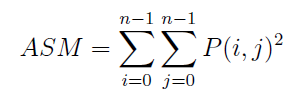 ASM = \sum_{i=0}^{n-1} \sum_{j=0}^{n-1} P(i,j)^2